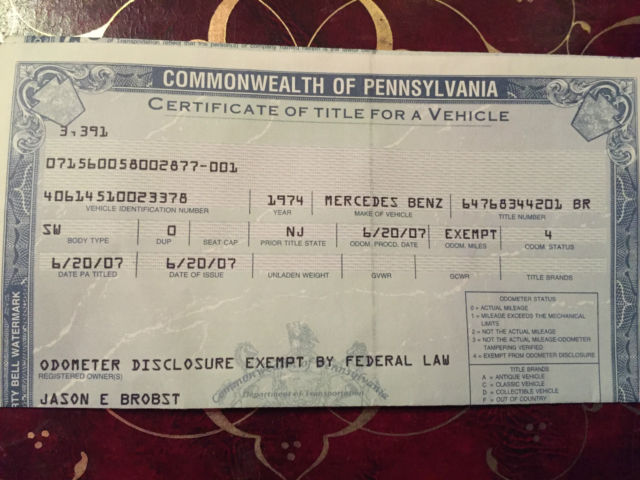 COMMONWEALTH OF PENNSYLVANIA
CERTIFICATE OF TITLE FOR A VEHICLE
3,391
071560058002877-001
40614510023378 1974 MERCEDES BENZ 64768344201 BR
VEHICLE IDENTIFICATION NUMBER YEAR MAKE OF VEHICLE TITLE NUMBER
SW 0 NJ 6/20/07 EXEMPT 4
BODY TYPE DUP SEAT CAP PRIOR TITLE STATE ODOM. PROCD. DATE ODOM. MILES ODOM STATUS
6/20/07 6/20/07
DATE PA TITLED DATE OF ISSUE UNLADEN WEIGHT GVWR GCWR TITLE BRANDS
ODOMETER STATUS
0 = ACTUAL MILEAGE
1 = MILEAGE EXCEEDS THE MECHANICAL
LIMITS
2 = NOT THE ACTUAL MILEAGE
3 = NOT THE ACTUAL MILEAGE-ODOMETER
TAMPERING VERIFIED
4 = EXEMPT FROM ODOMETER DISCLOSURE
ODOMETER DISCLOSURE EXEMPT BY FEDERAL LAW
REGISTERED OWNER(S)
JASON E BROBST
Commonwealth of Pennsylvania
Department of Transportation
TITLE BRANDS
A = ANTIQUE VEHICLE
C = CLASSIC VEHICLE
D = COLLECTIBLE VEHICLE
F = OUT OF COUNTRY
TY BELL WATERMARK